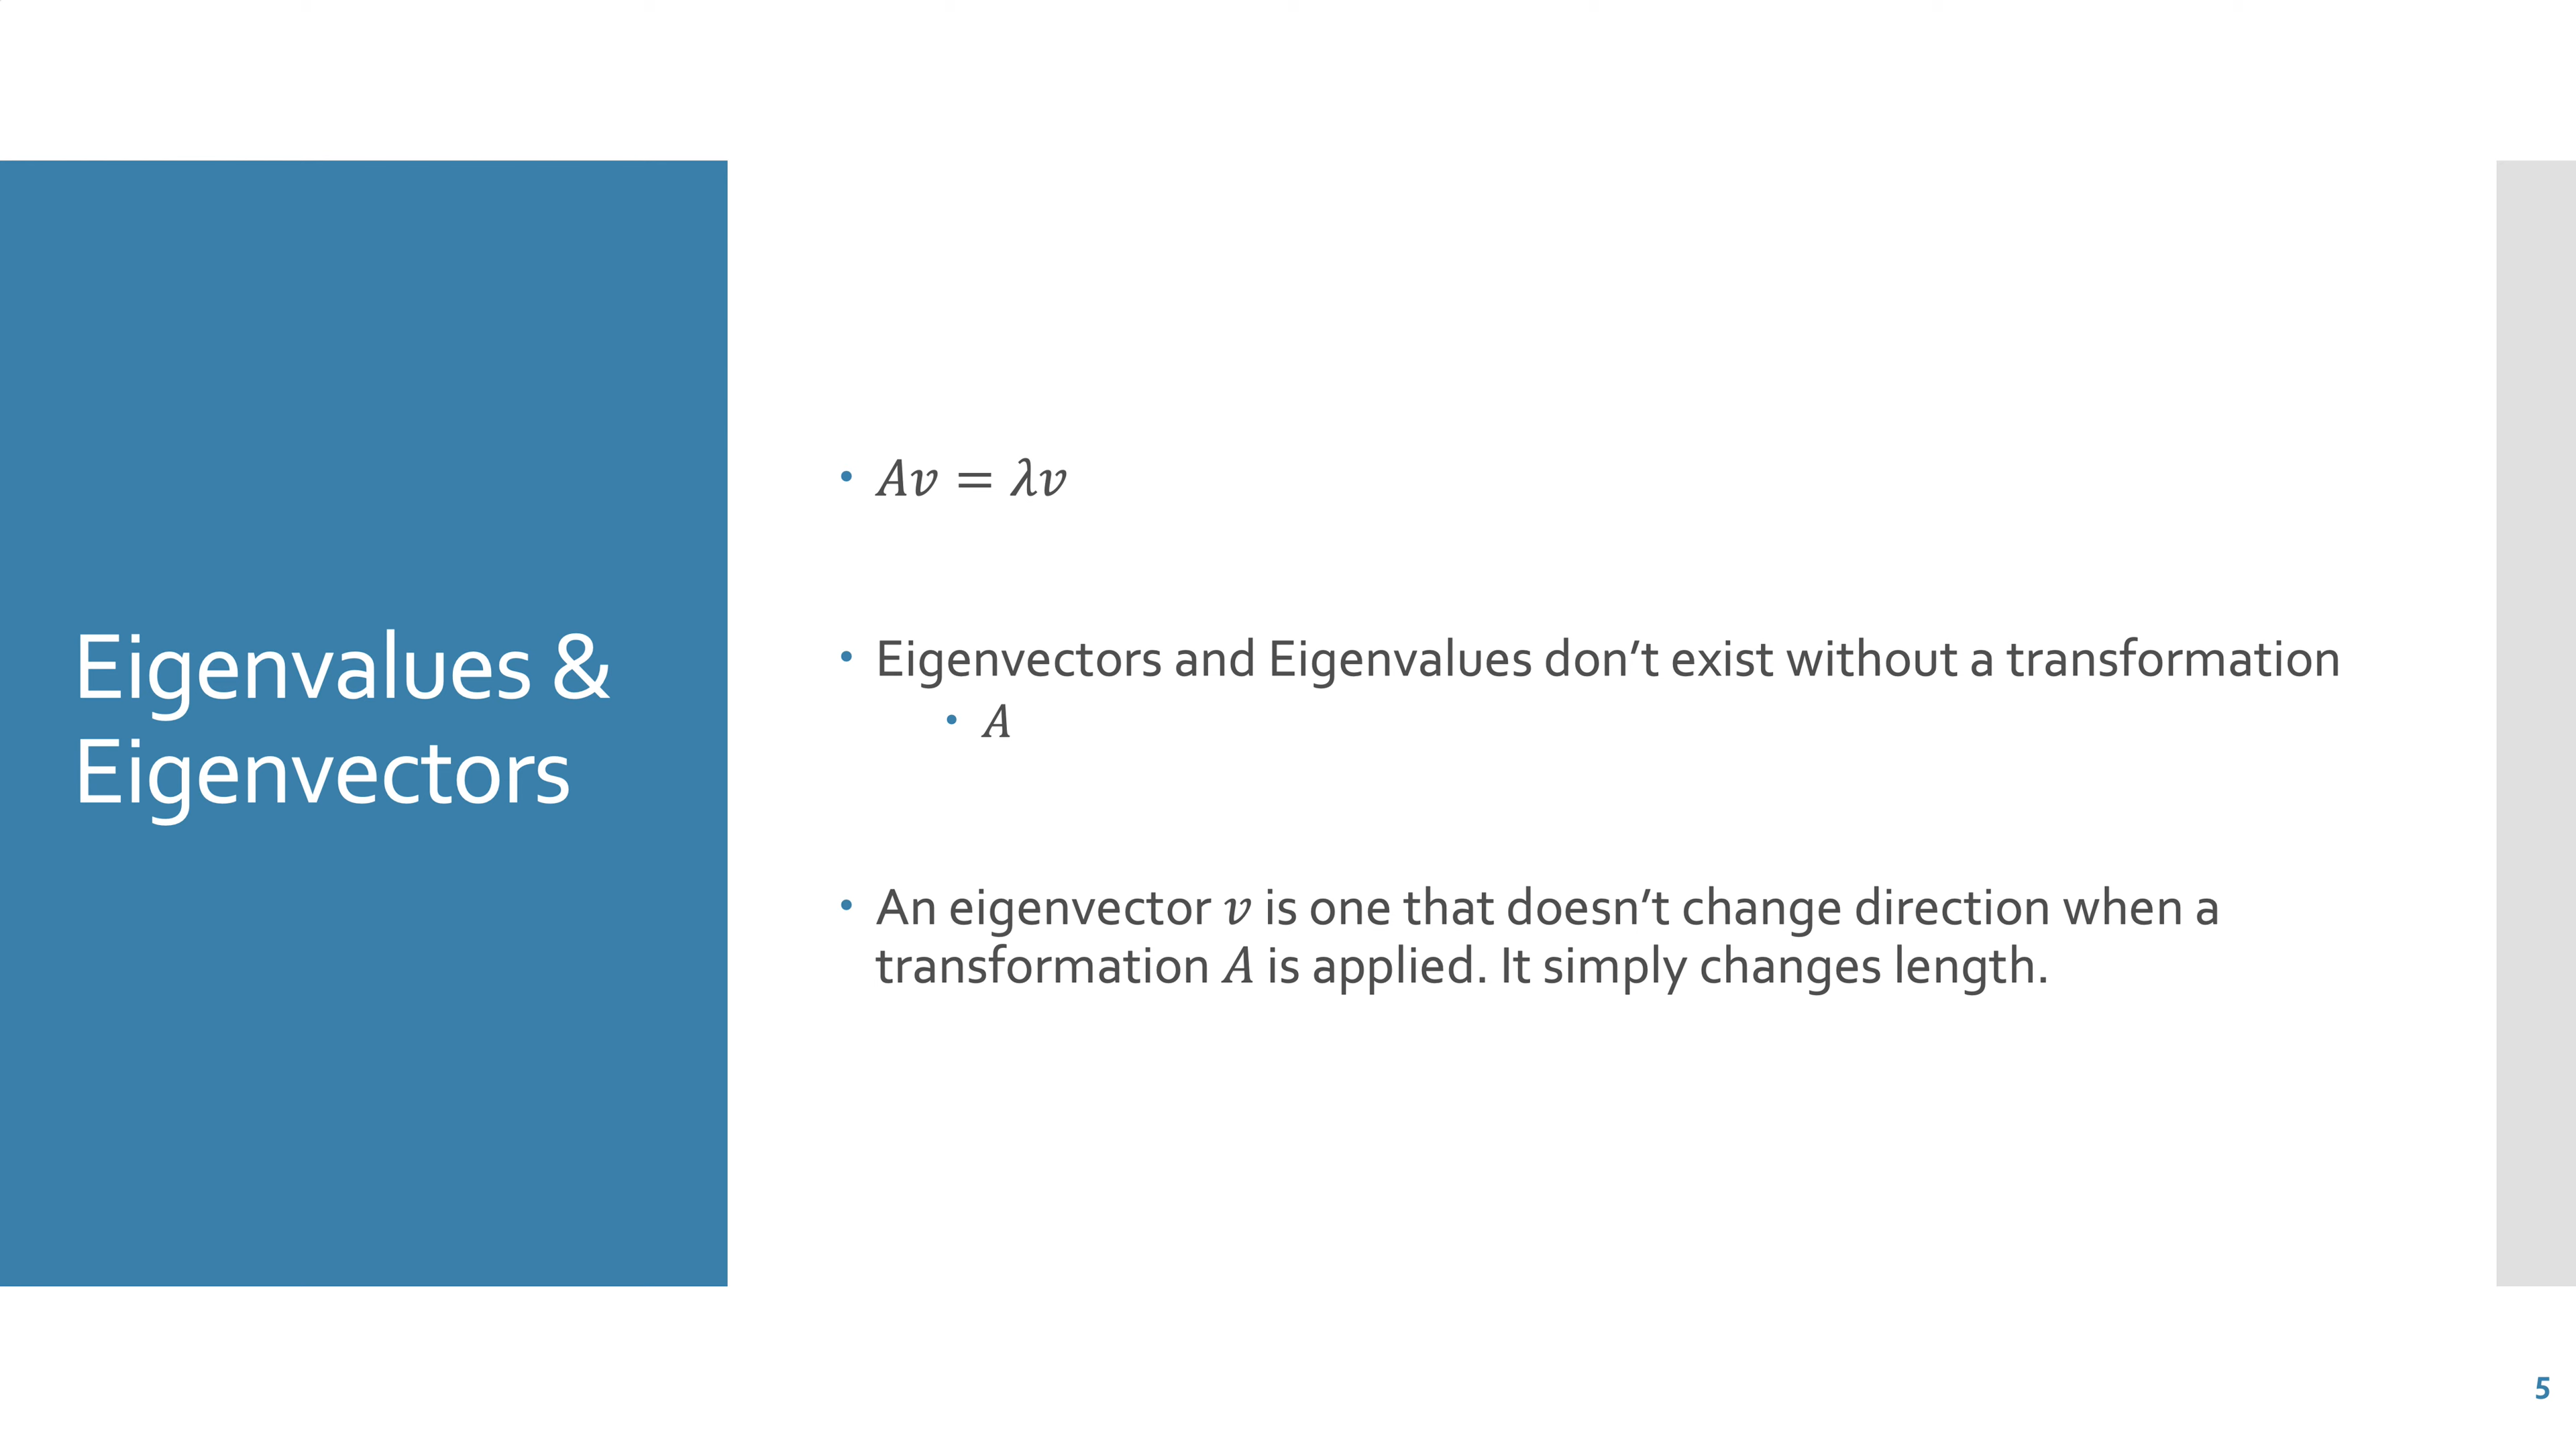 Eigenvalues &
Eigenvectors
• 𝐴𝑣 = 𝜆𝑣
• Eigenvectors and Eigenvalues don’t exist without a transformation
• 𝐴
• An eigenvector 𝑣 is one that doesn’t change direction when a
transformation 𝐴 is applied. It simply changes length.
5